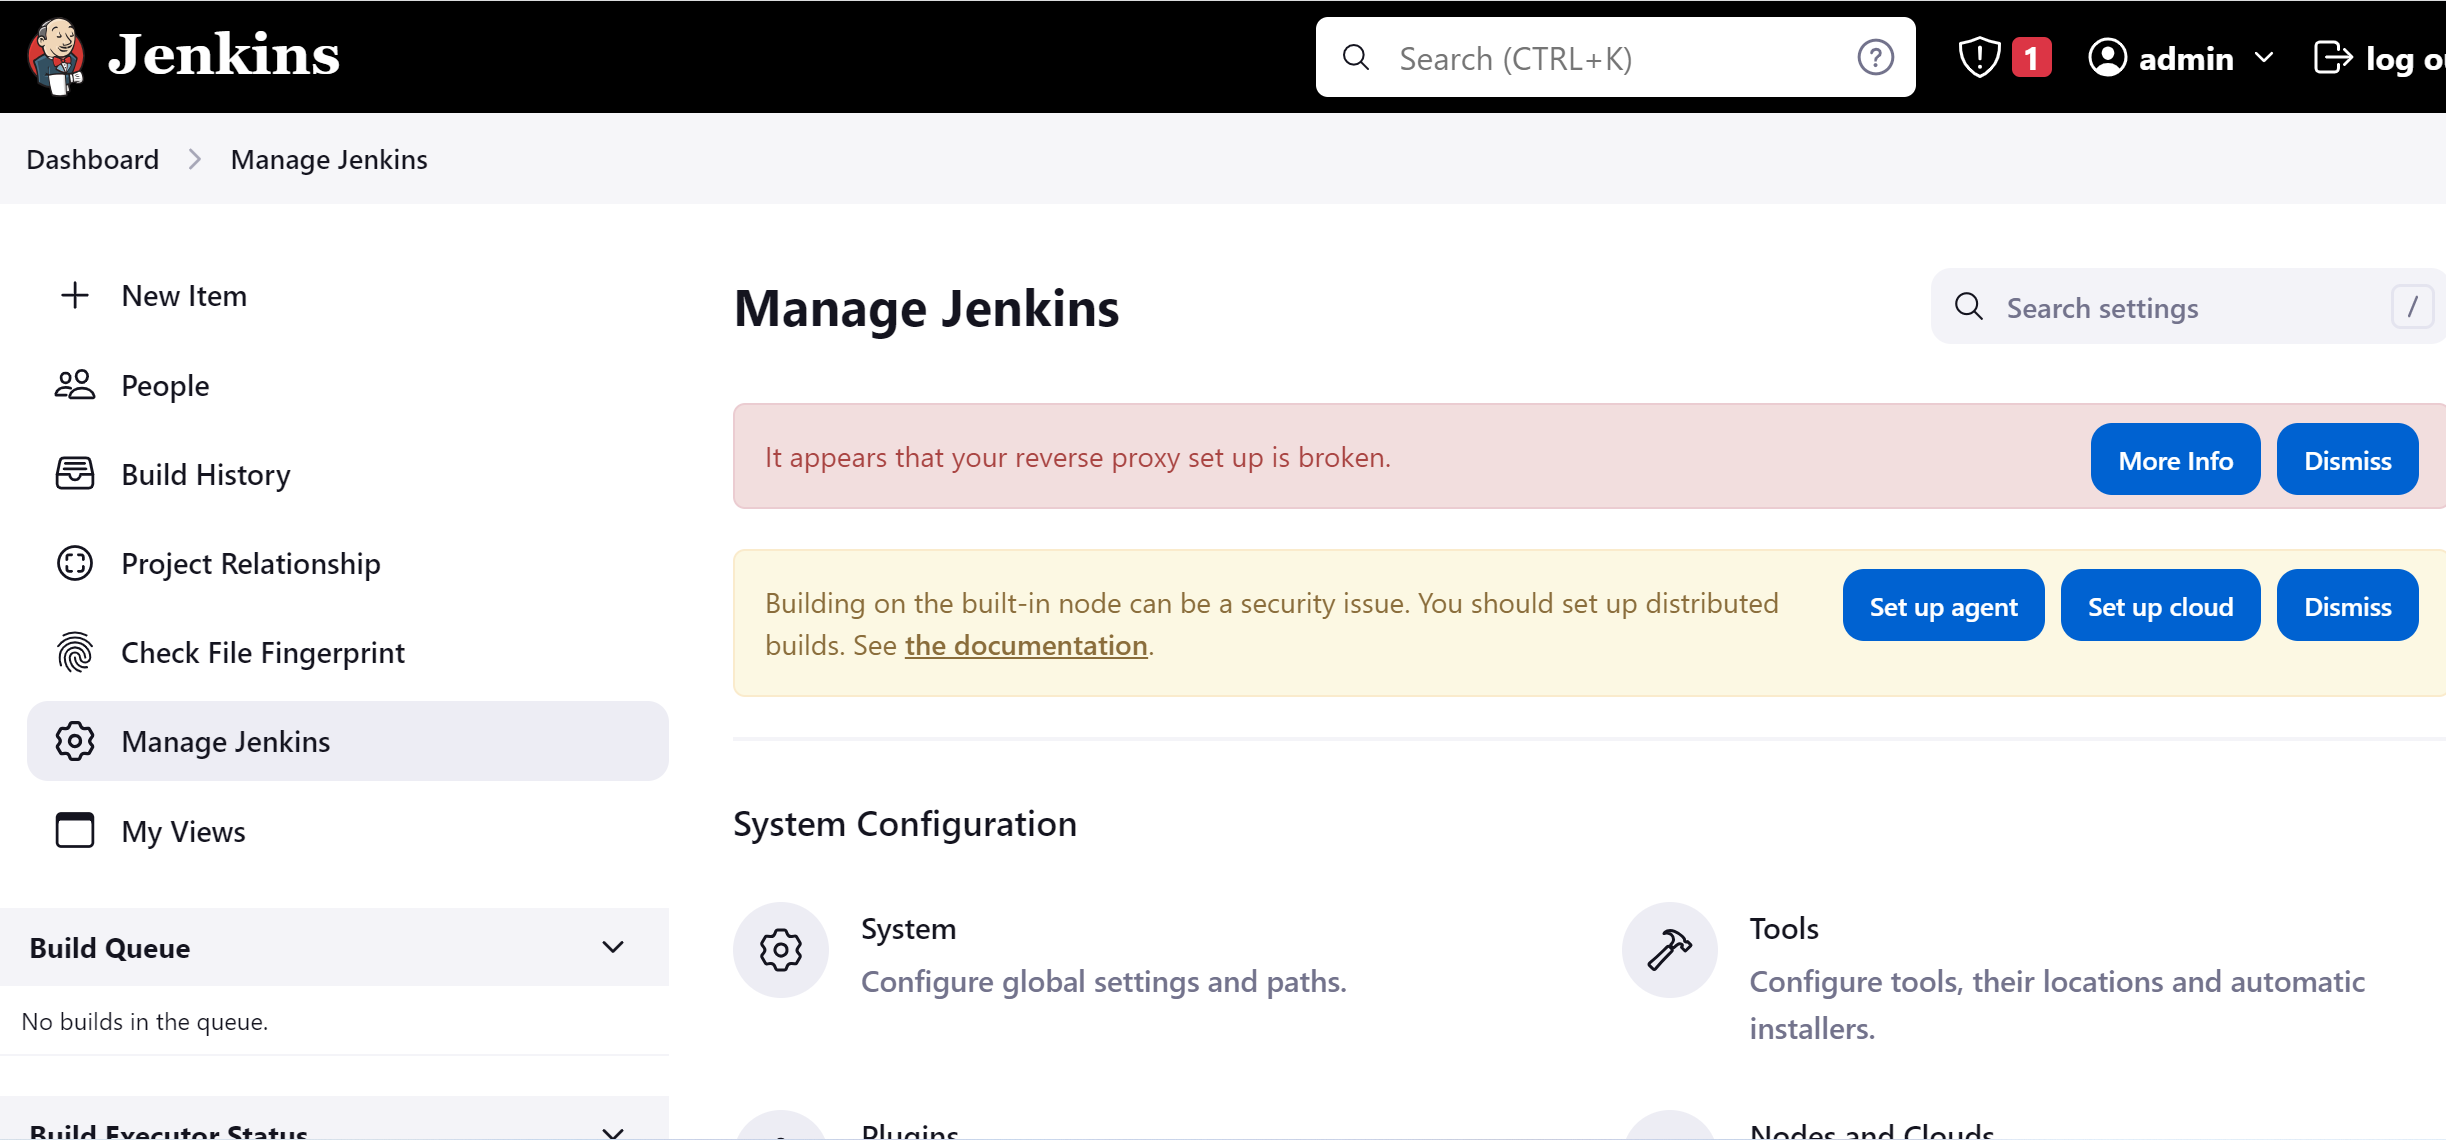 Jenkins
Search (CTRL+K)
1
admin
log
Dashboard
Manage Jenkins
New Item
People
Build History
Project Relationship
Check File Fingerprint
Manage Jenkins
My Views
Build Queue
No builds in the queue.
Build Executor Status
Manage Jenkins
Search settings
/
It appears that your reverse proxy set up is broken.
More Info
Dismiss
Building on the built-in node can be a security issue. You should set up distributed
builds. See the documentation.
Set up agent
Set up cloud
Dismiss
System Configuration
System
Configure global settings and paths.
Tools
Configure tools, their locations and automatic
installers.
Plugins
Nodes and Clouds